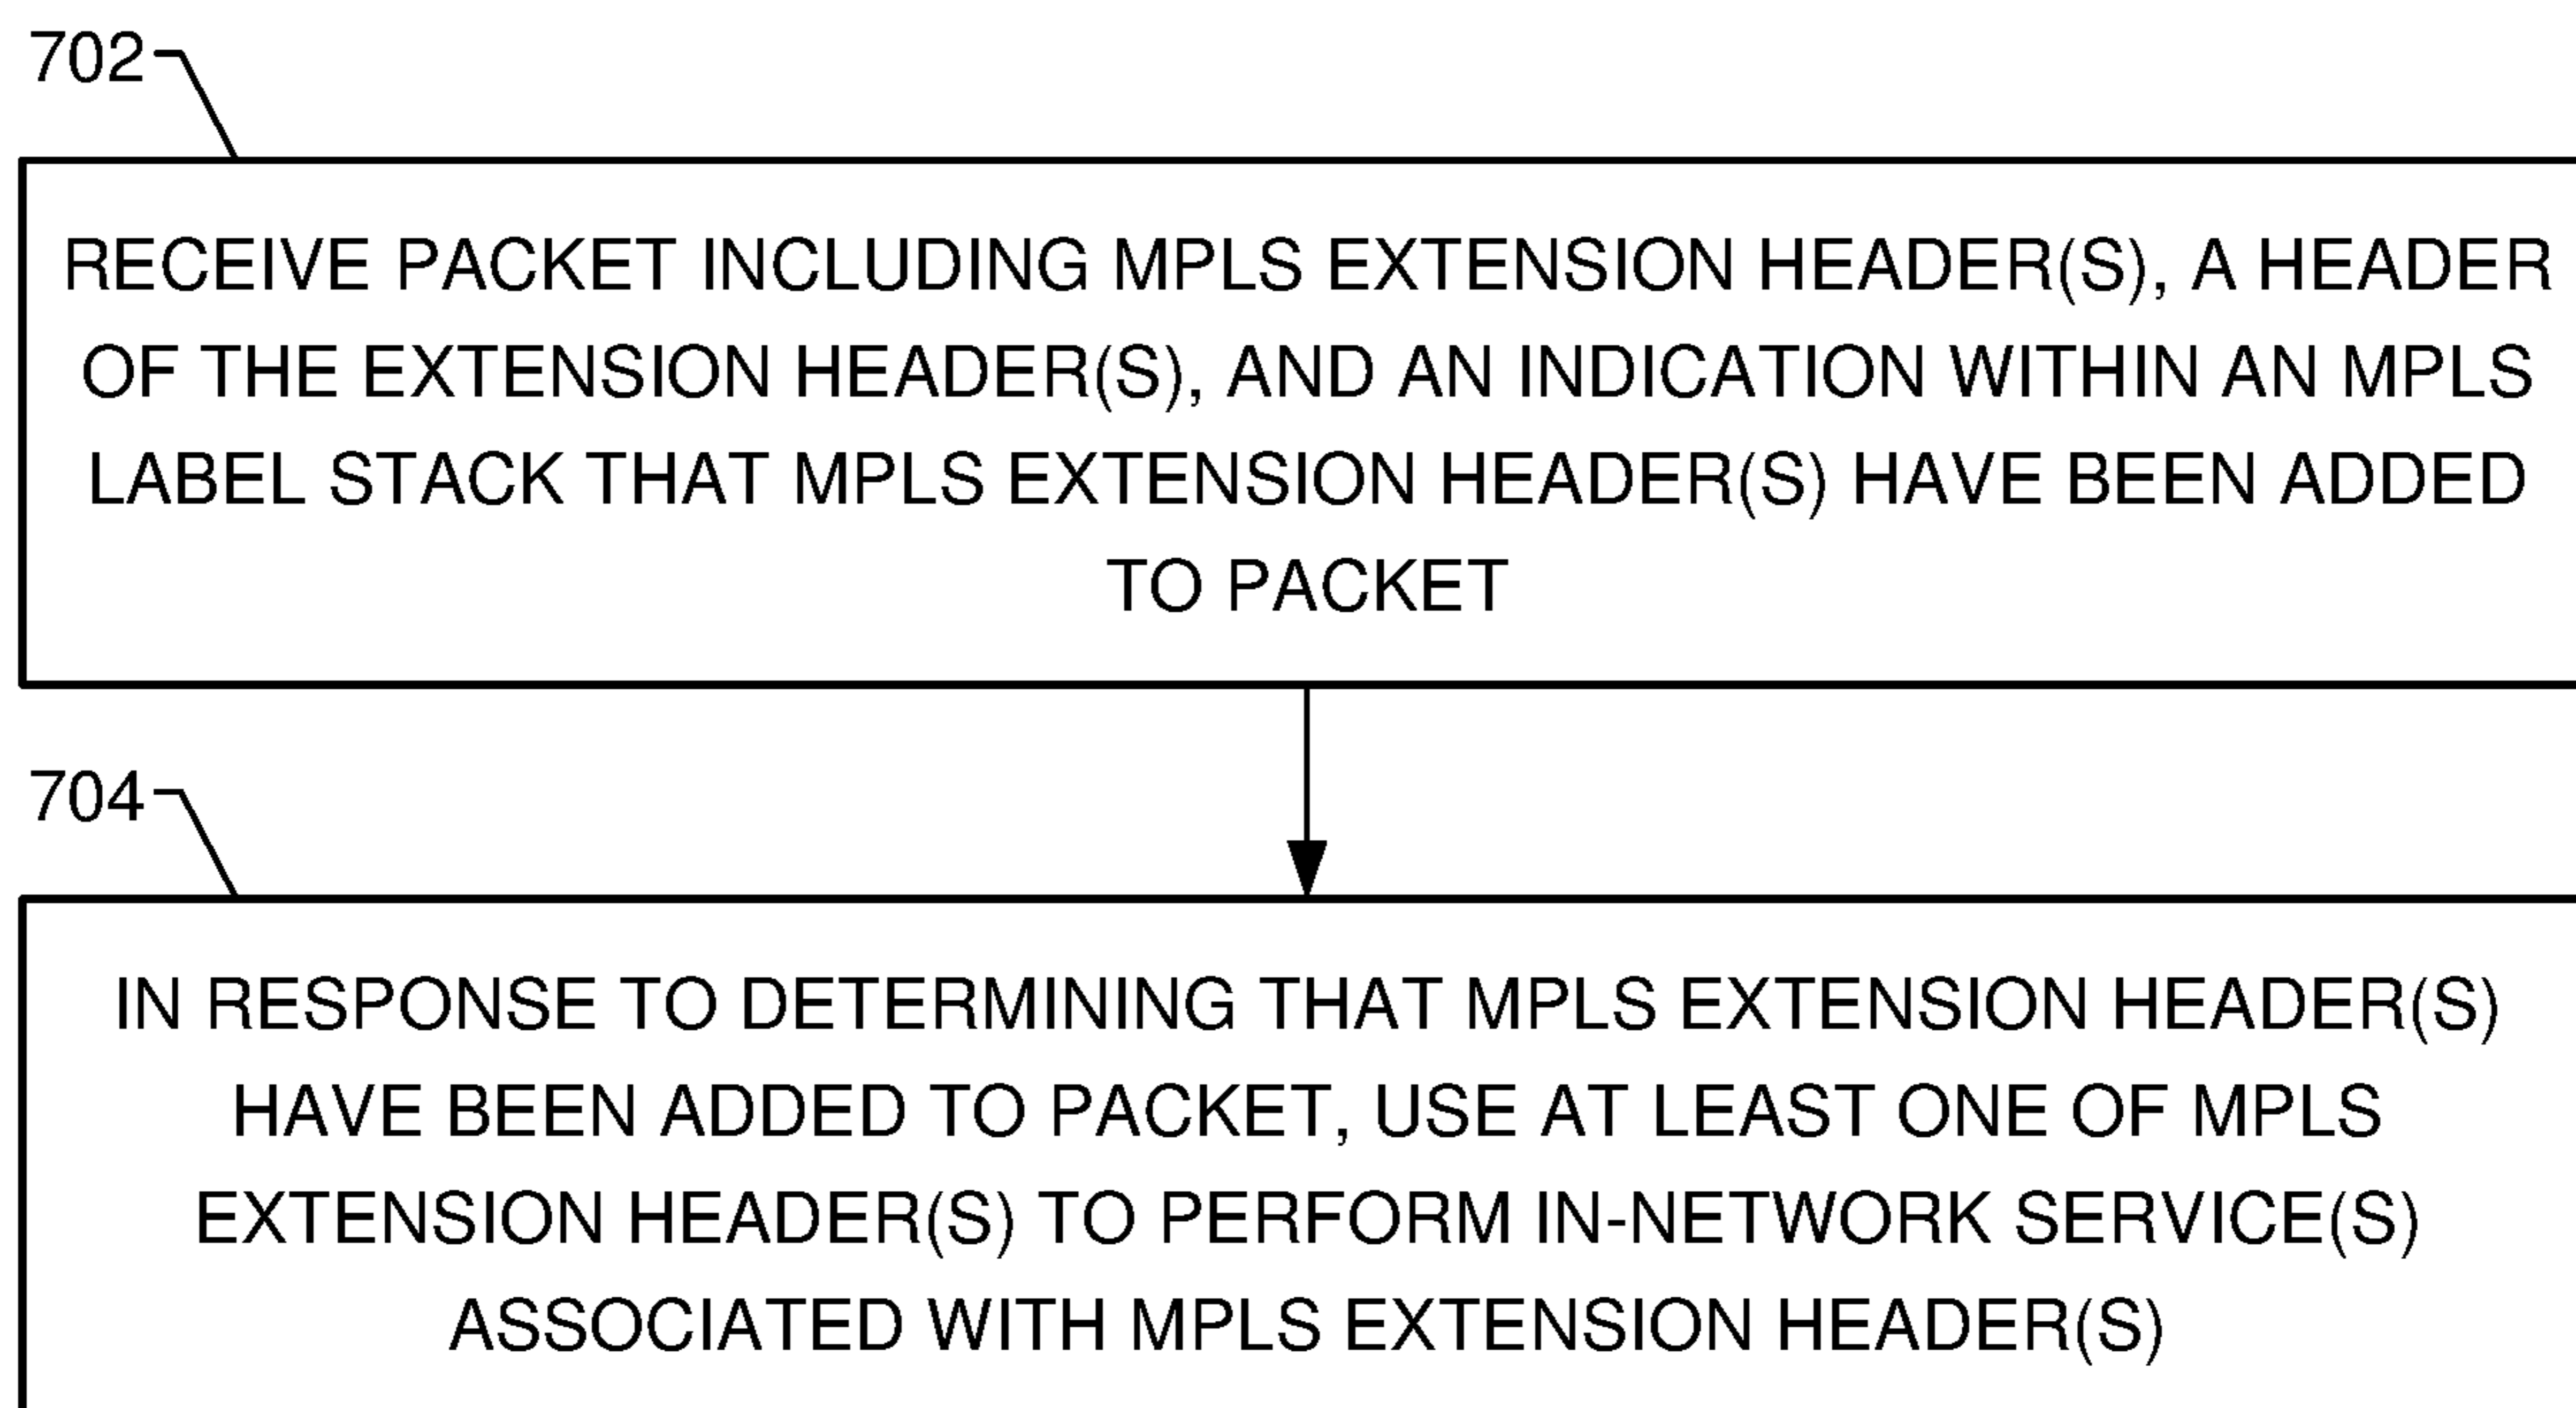 702
RECEIVE PACKET INCLUDING MPLS EXTENSION HEADER(S), A HEADER
OF THE EXTENSION HEADER(S), AND AN INDICATION WITHIN AN MPLS
LABEL STACK THAT MPLS EXTENSION HEADER(S) HAVE BEEN ADDED
TO PACKET
704
IN RESPONSE TO DETERMINING THAT MPLS EXTENSION HEADER(S)
HAVE BEEN ADDED TO PACKET, USE AT LEAST ONE OF MPLS
EXTENSION HEADER(S) TO PERFORM IN-NETWORK SERVICE(S)
ASSOCIATED WITH MPLS EXTENSION HEADER(S)